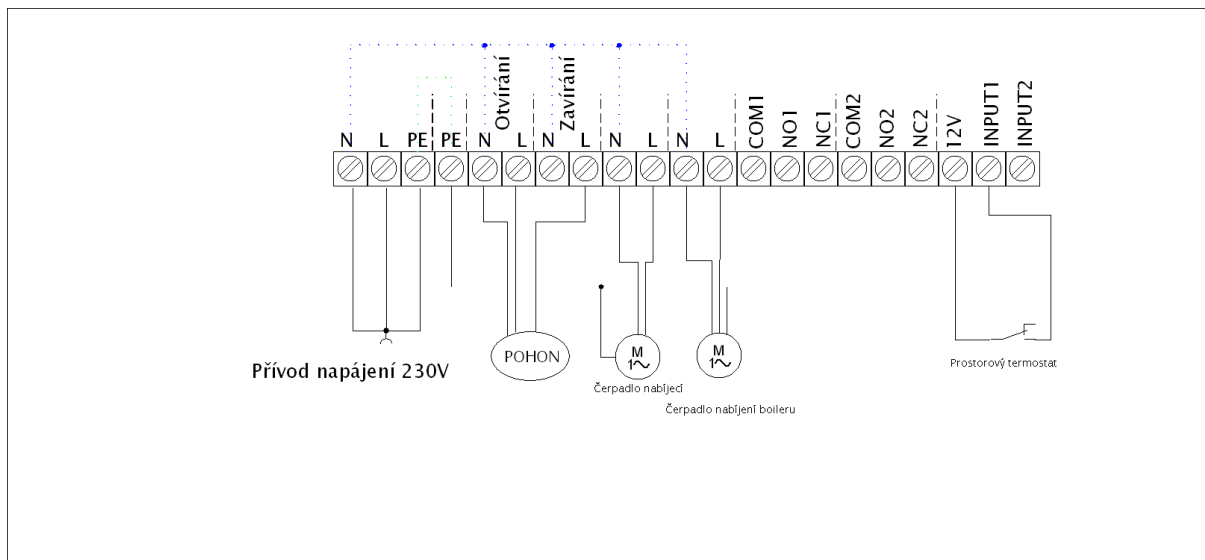 Otvírání
Zavírání
N L PE PE N L N L N L N L COM1 NO1 NC1 COM2 NO2 NC2 12V INPUT1 INPUT2
Přívod napájení 230V
POHON
M
1~
Čerpadlo nabíjecí
M
1~
Čerpadlo nabíjení boileru
Prostorový termostat